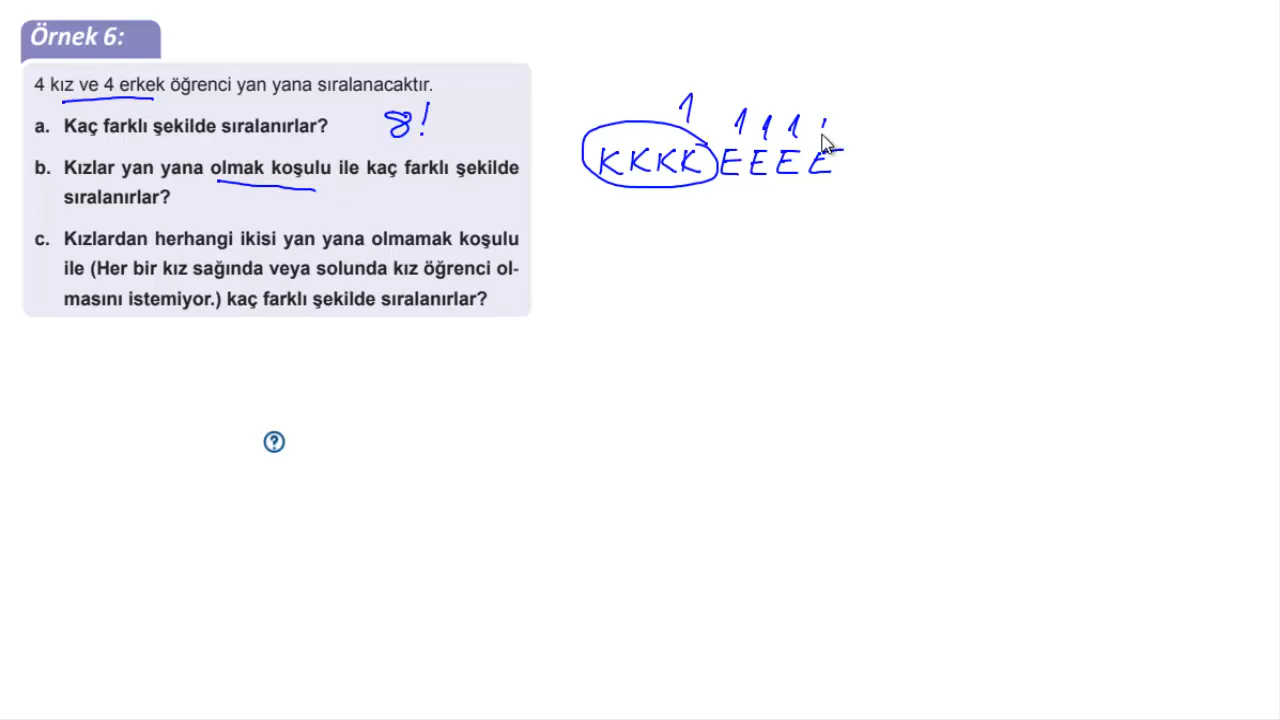 Örnek 6:
4 kız ve 4 erkek öğrenci yan yana sıralanacaktır.
a. Kaç farklı şekilde sıralanırlar? 8!
b. Kızlar yan yana olmak koşulu ile kaç farklı şekilde
sıralanırlar?
c. Kızlardan herhangi ikisi yan yana olmamak koşulu
ile (Her bir kız sağında veya solunda kız öğrenci ol-
masını istemiyor.) kaç farklı şekilde sıralanırlar?
1 1 1 1
KKKK EEEE
?